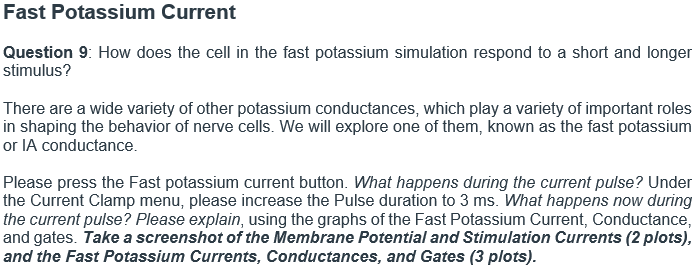 Fast Potassium Current
Question 9: How does the cell in the fast potassium simulation respond to a short and longer
stimulus?
There are a wide variety of other potassium conductances, which play a variety of important roles
in shaping the behavior of nerve cells. We will explore one of them, known as the fast potassium
or IA conductance.
Please press the Fast potassium current button. What happens during the current pulse? Under
the Current Clamp menu, please increase the Pulse duration to 3 ms. What happens now during
the current pulse? Please explain, using the graphs of the Fast Potassium Current, Conductance,
and gates. Take a screenshot of the Membrane Potential and Stimulation Currents (2 plots),
and the Fast Potassium Currents, Conductances, and Gates (3 plots).